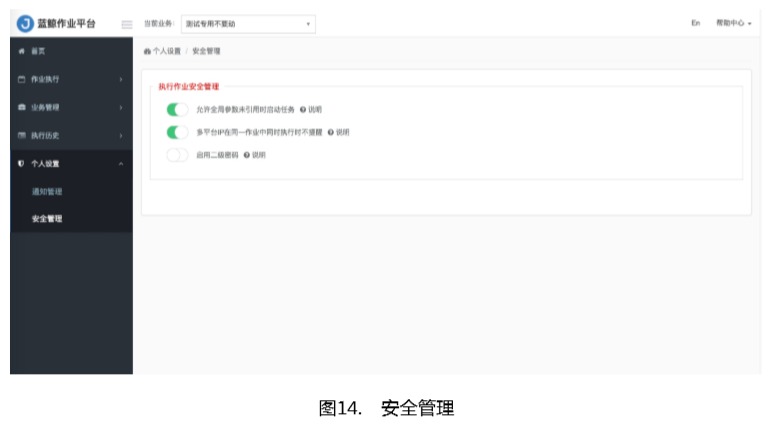 蓝鲸作业平台
当前业务: 测试专用不要动
En 帮助中心
首页
个人设置 / 安全管理
作业执行
业务管理
执行历史
个人设置
通知管理
安全管理
执行作业安全管理
允许全局参数未引用时启动任务 说明
多平台IP在同一作业中同时执行时不提醒 说明
启用二级密码 说明
图14. 安全管理